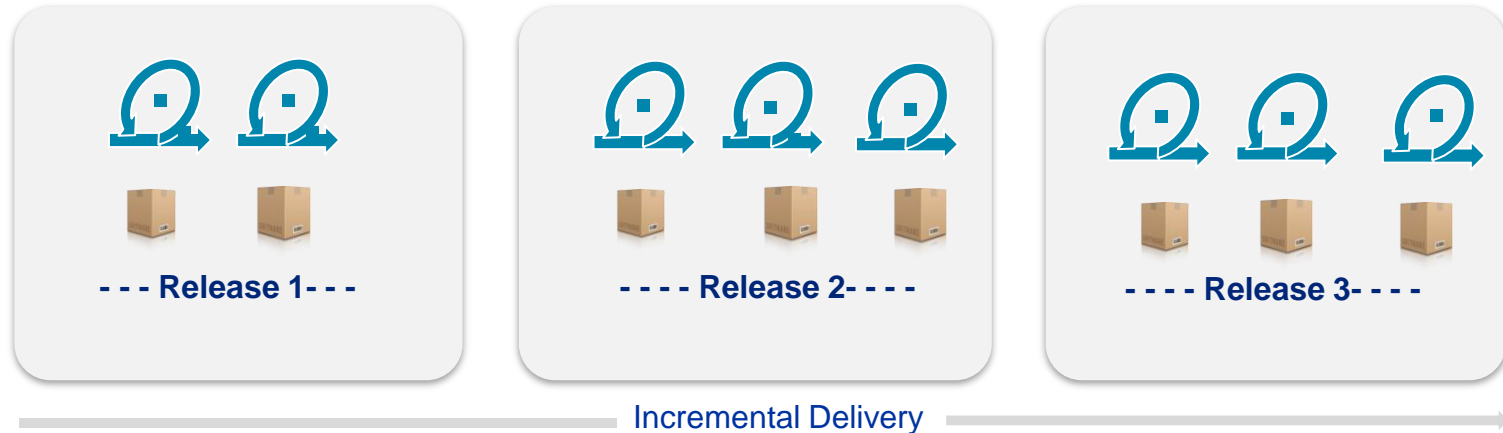 - - - Release 1- - -
- - - - Release 2- - - -
- - - - Release 3- - - -
Incremental Delivery